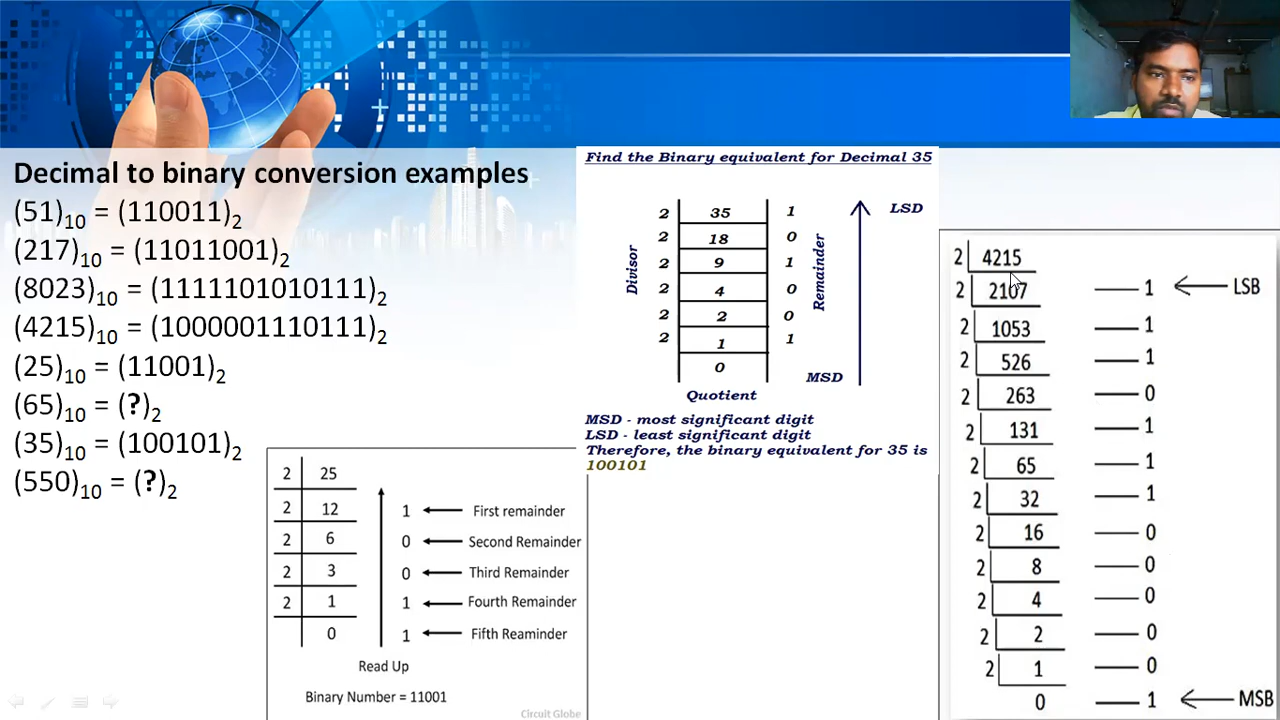 Decimal to binary conversion examples
(51)10 = (110011)2
(217)10 = (11011001)2
(8023)10 = (1111101010111)2
(4215)10 = (1000001110111)2
(25)10 = (11001)2
(65)10 = (?)2
(35)10 = (100101)2
(550)10 = (?)2
2 25
2 12 1 First remainder
2 6 0 Second Remainder
2 3 0 Third Remainder
2 1 1 Fourth Remainder
0 1 Fifth Reaminder
Read Up
Binary Number = 11001
Circuit Globe
Find the Binary equivalent for Decimal 35
Divisor
2 35 1 LSD
2 18 0
2 9 1
2 4 0
2 2 0
2 1 1
0 MSD
Remainder
Quotient
MSD - most significant digit
LSD - least significant digit
Therefore, the binary equivalent for 35 is
100101
2 4215
2 2107 1 LSB
2 1053 1
2 526 1
2 263 0
2 131 1
2 65 1
2 32 1
2 16 0
2 8 0
2 4 0
2 2 0
2 1 0
0 1 MSB